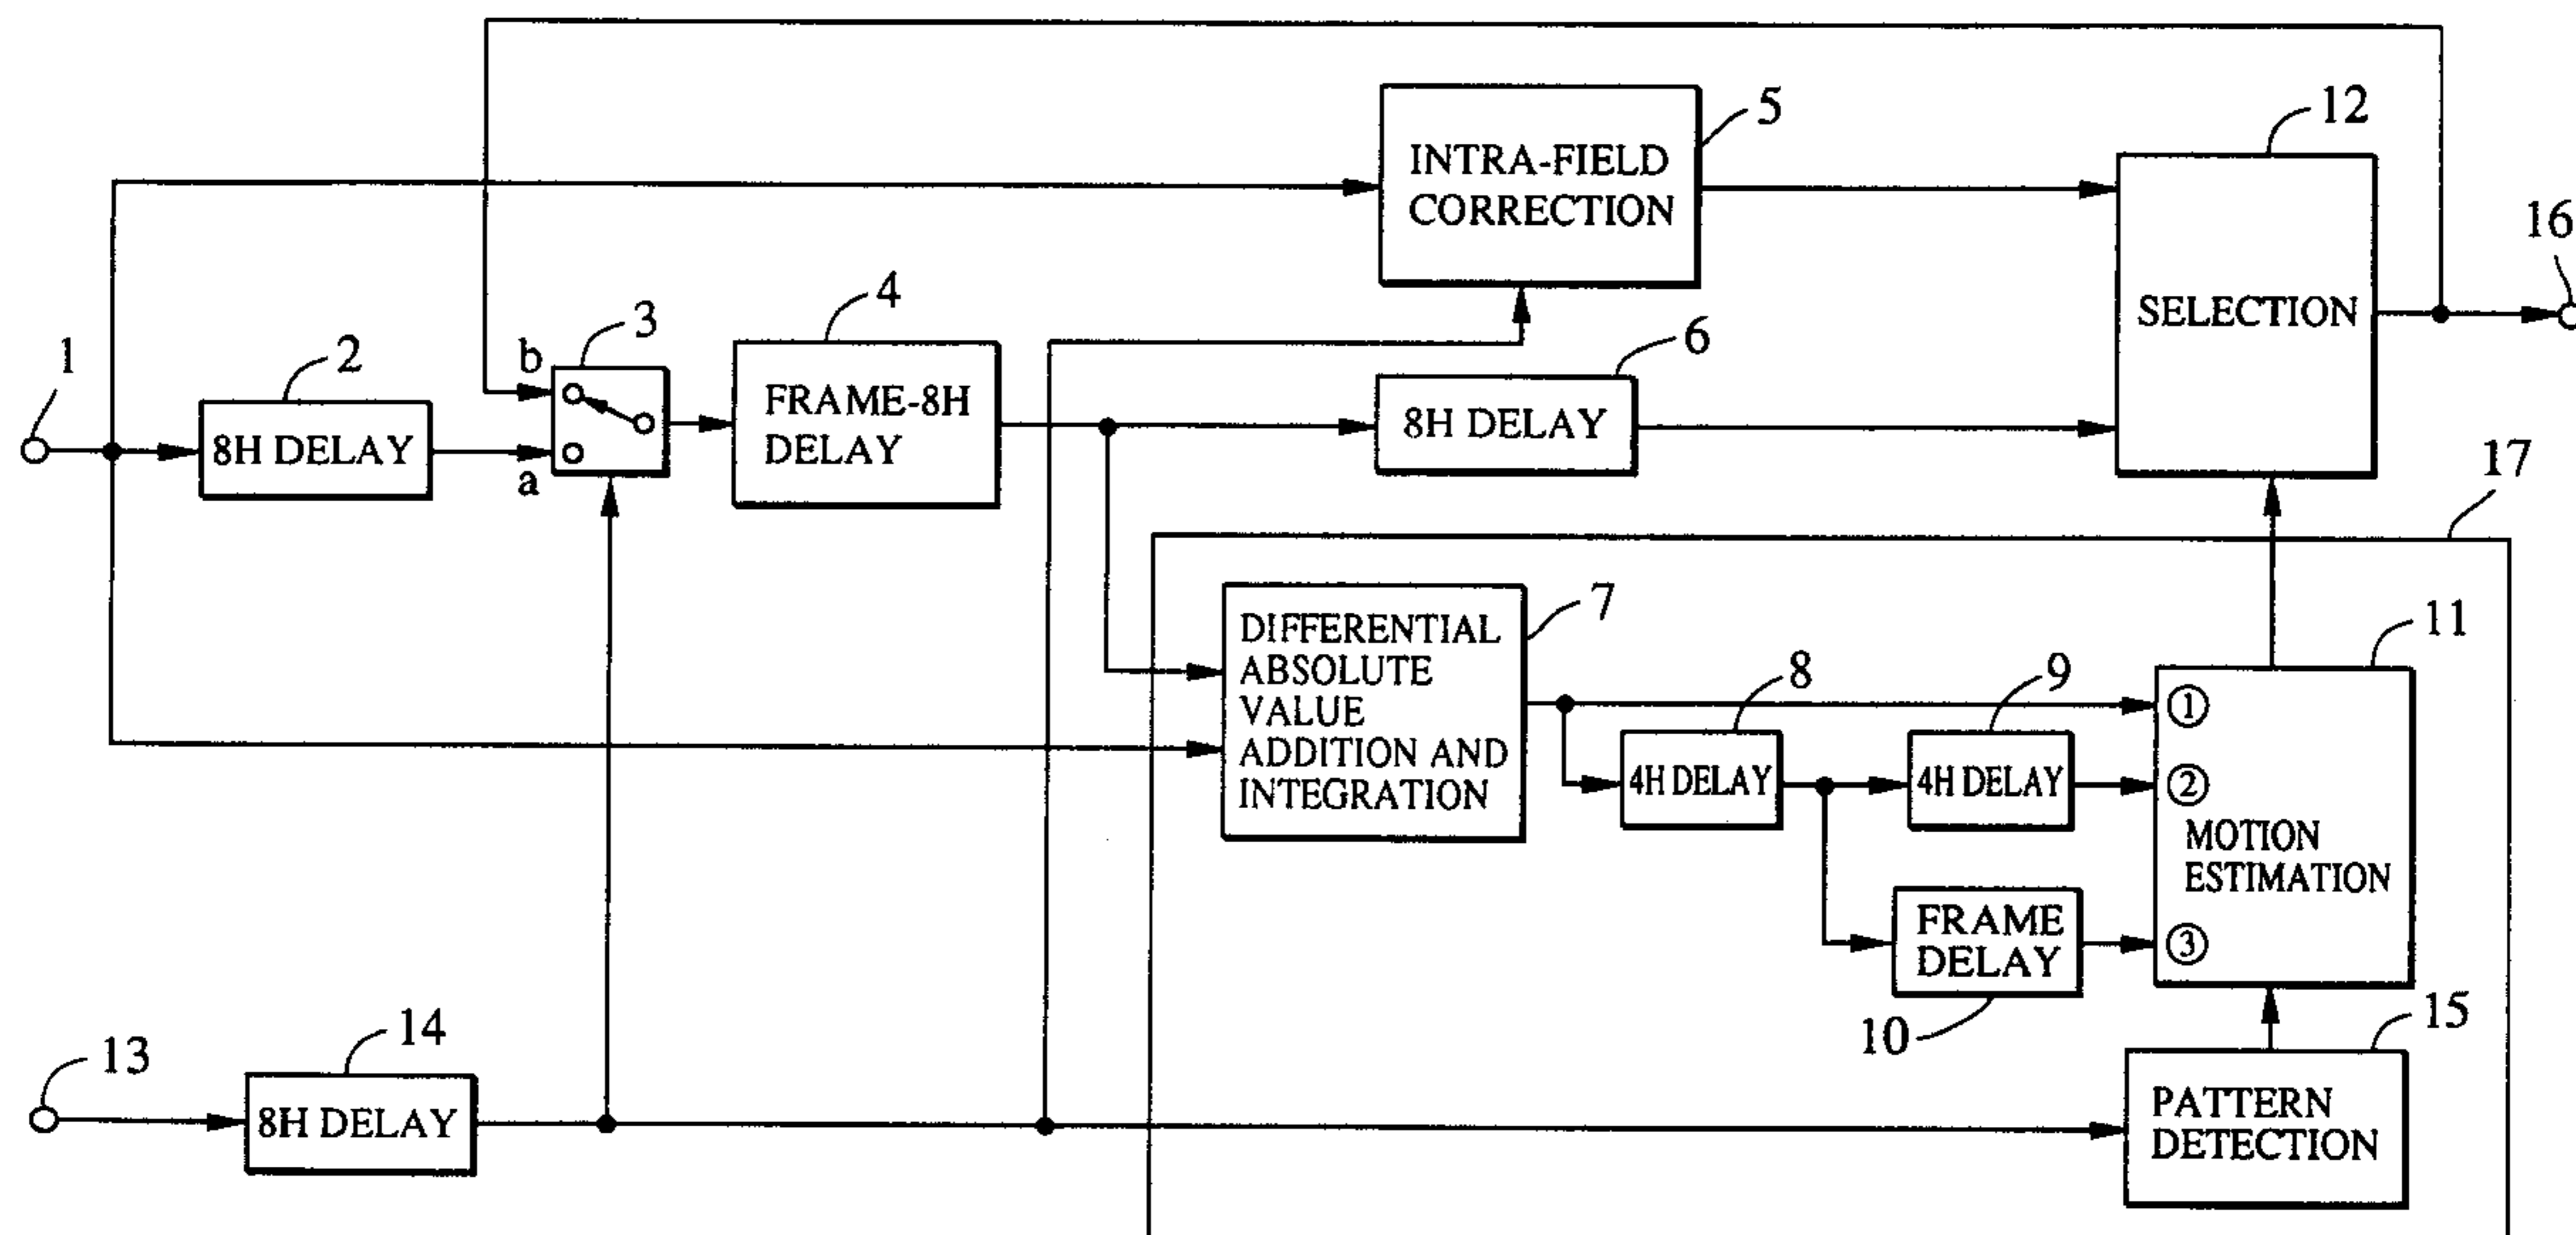 5
INTRA-FIELD
CORRECTION
12
SELECTION
16
1
2
8H DELAY
b
a
3
4
FRAME-8H
DELAY
6
8H DELAY
17
7
DIFFERENTIAL
ABSOLUTE
VALUE
ADDITION AND
INTEGRATION
8
4H DELAY
9
4H DELAY
11
①
②
MOTION
ESTIMATION
③
FRAME
DELAY
10
13
14
8H DELAY
15
PATTERN
DETECTION